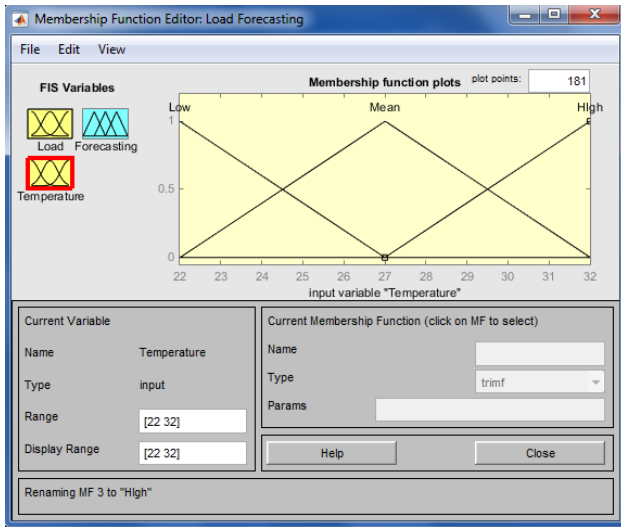 Membership Function Editor: Load Forecasting
File Edit View
FIS Variables
Membership function plots plot points: 181
Load Forecasting
Temperature
Low Mean HIgh
1
0.5
0
22 23 24 25 26 27 28 29 30 31 32
input variable "Temperature"
Current Variable
Name Temperature
Type input
Range [22 32]
Display Range [22 32]
Current Membership Function (click on MF to select)
Name
Type trimf
Params
Help Close
Renaming MF 3 to "HIgh"